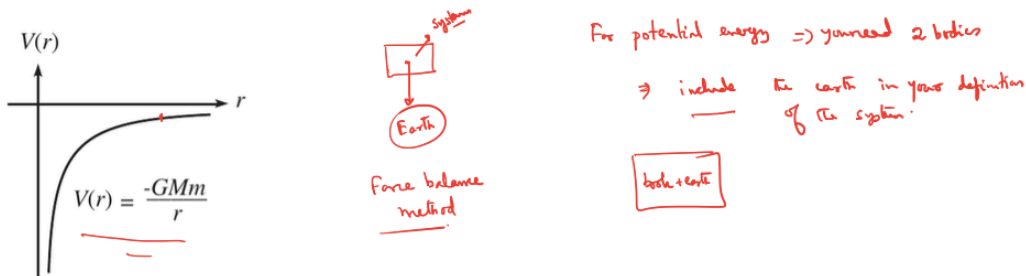 V(r)
r
V(r) = -GMm / r
system
Earth
Force balance
method
For potential energy => you need 2 bodies
⇒ include the earth in your definition
of the system.
book + earth